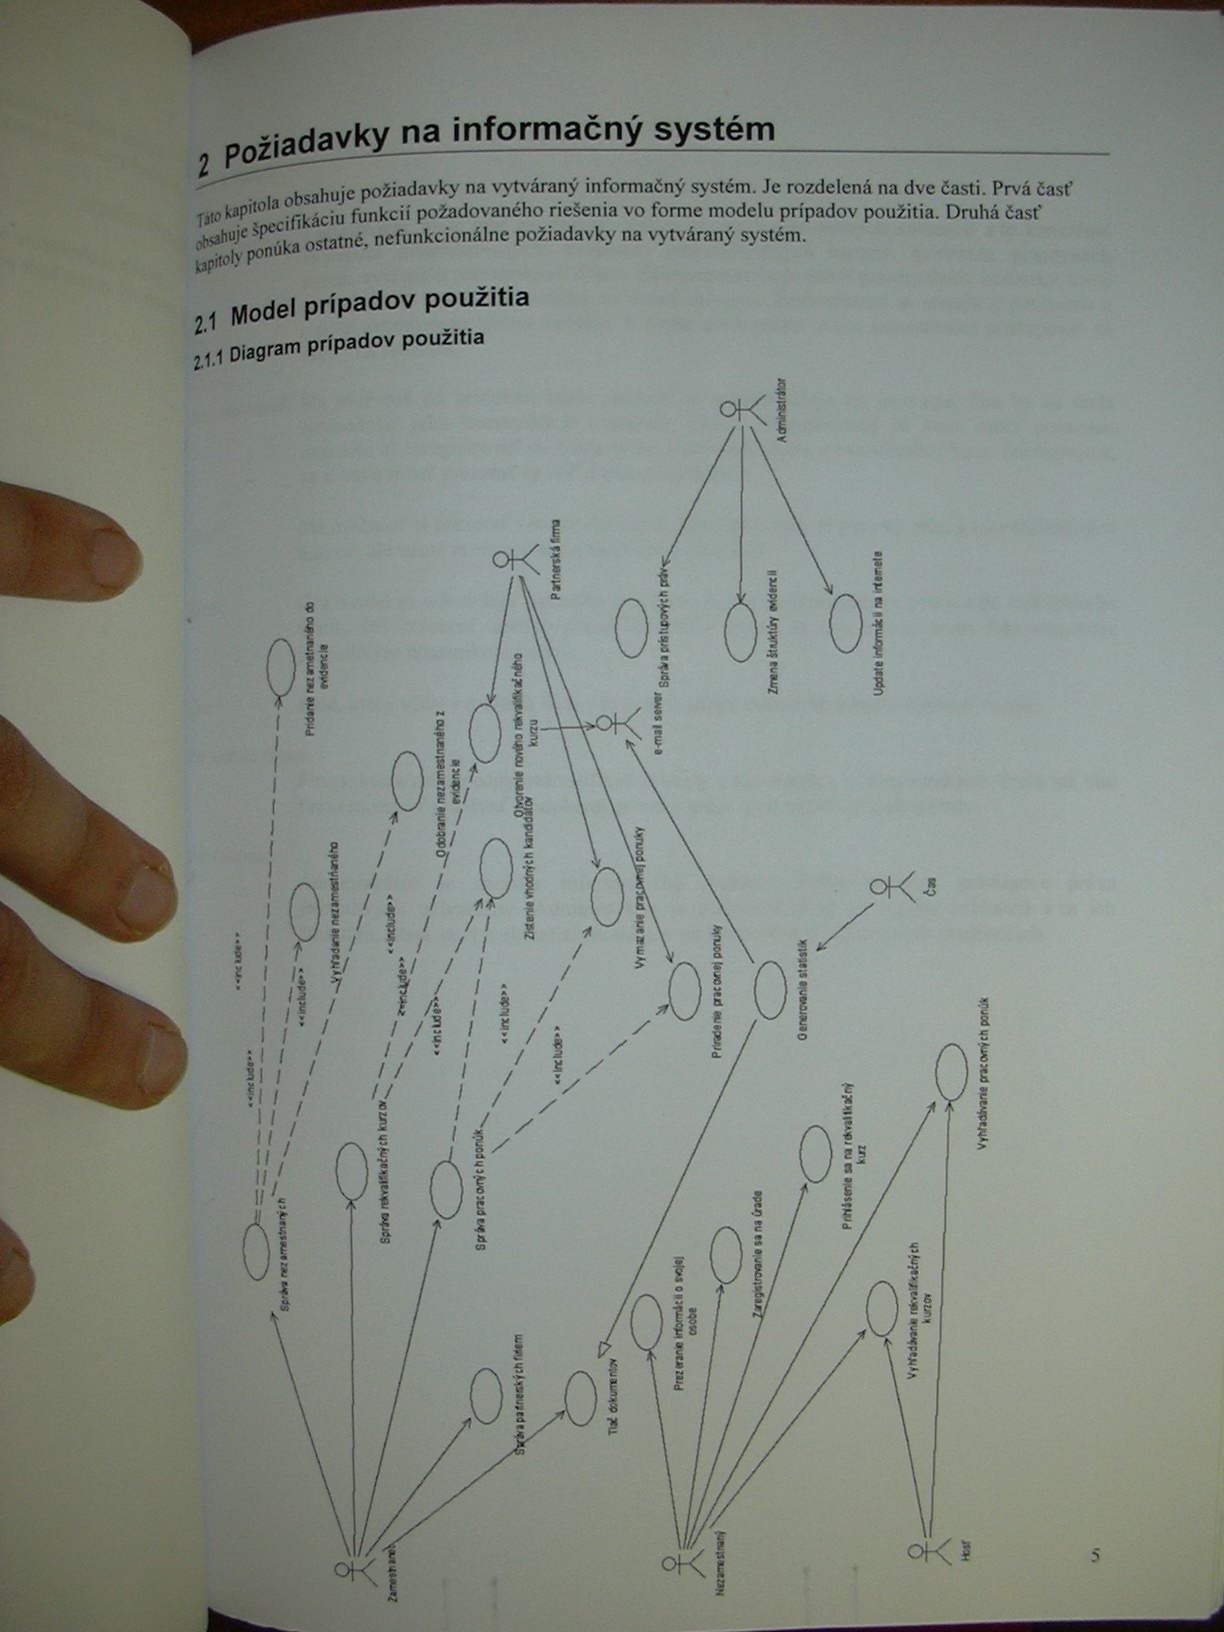 2 Požiadavky na informačný systém
Táto kapitola obsahuje požiadavky na vytváraný informačný systém. Je rozdelená na dve časti. Prvá časť
obsahuje špecifikáciu funkcií požadovaného riešenia vo forme modelu prípadov použitia. Druhá časť
kapitoly ponúka ostatné, nefunkcionálne požiadavky na vytváraný systém.
2.1 Model prípadov použitia
2.1.1 Diagram prípadov použitia
Pridanie nezametnaného do
evidencie
<<include>>
<<include>>
Vyhľadanie nezamestňaného
<<include>>
Správa nezamestnaných
Odobranie nezamestnaného z
evidencie
<<include>>
<<include>>
Správa rekvalifikačných kurzov
<<include>>
Otvorenie nového rekvalifikačného
kurzu
Zistenie vhodných kandidátov
<<include>>
Správa pracovných ponúk
<<include>>
Vymazanie pracovnej ponuky
Priradenie pracovnej ponuky
Partnerská firma
e-mail server
Administrátor
Správa prístupových práv
Zmena štruktúry evidencií
Update informácií na internete
Čas
Generovanie statistík
Zamestnanec
Správa partnerských firiem
Tlač dokumentov
Prezeranie informácií o svojej
osobe
Zaregistrovanie sa na úrade
Prihlásenie sa na rekvalifikačný
kurz
Vyhľadávanie pracovných ponúk
Vyhľadávanie rekvalifikačných
kurzov
Nezamestnaný
Hosť
5